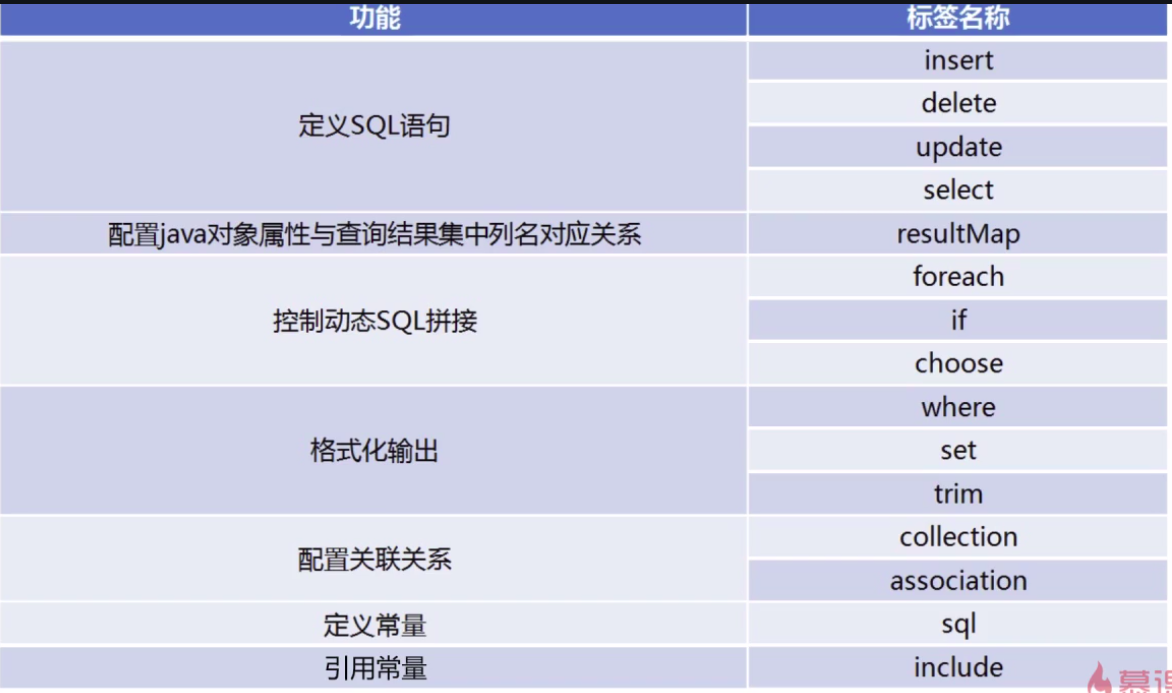 功能 标签名称
定义SQL语句 insert
delete
update
select
配置java对象属性与查询结果集中列名对应关系 resultMap
控制动态SQL拼接 foreach
if
choose
格式化输出 where
set
trim
配置关联关系 collection
association
定义常量 sql
引用常量 include